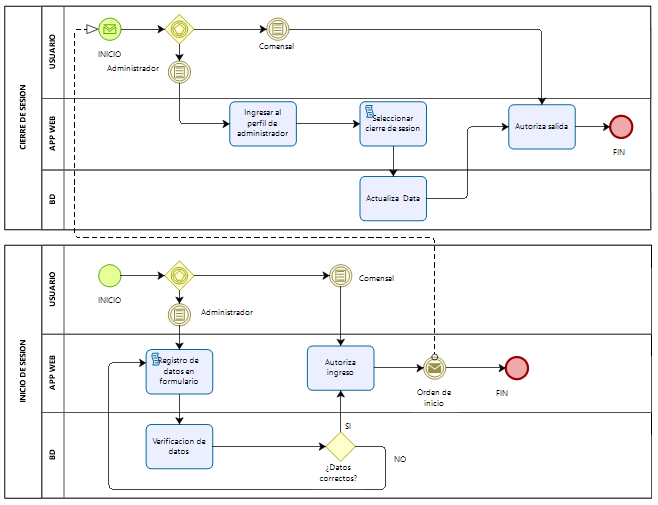 CIERRE DE SESION
USUARIO
INICIO
Comensal
Administrador
APP WEB
Ingresar al
perfil de
administrador
Seleccionar
cierre de sesion
Autoriza salida
FIN
BD
Actualiza Data
INICIO DE SESION
USUARIO
INICIO
Comensal
Administrador
APP WEB
Registro de
datos en
formulario
Autoriza
ingreso
Orden de
inicio
FIN
BD
Verificacion de
datos
SI
NO
¿Datos
correctos?